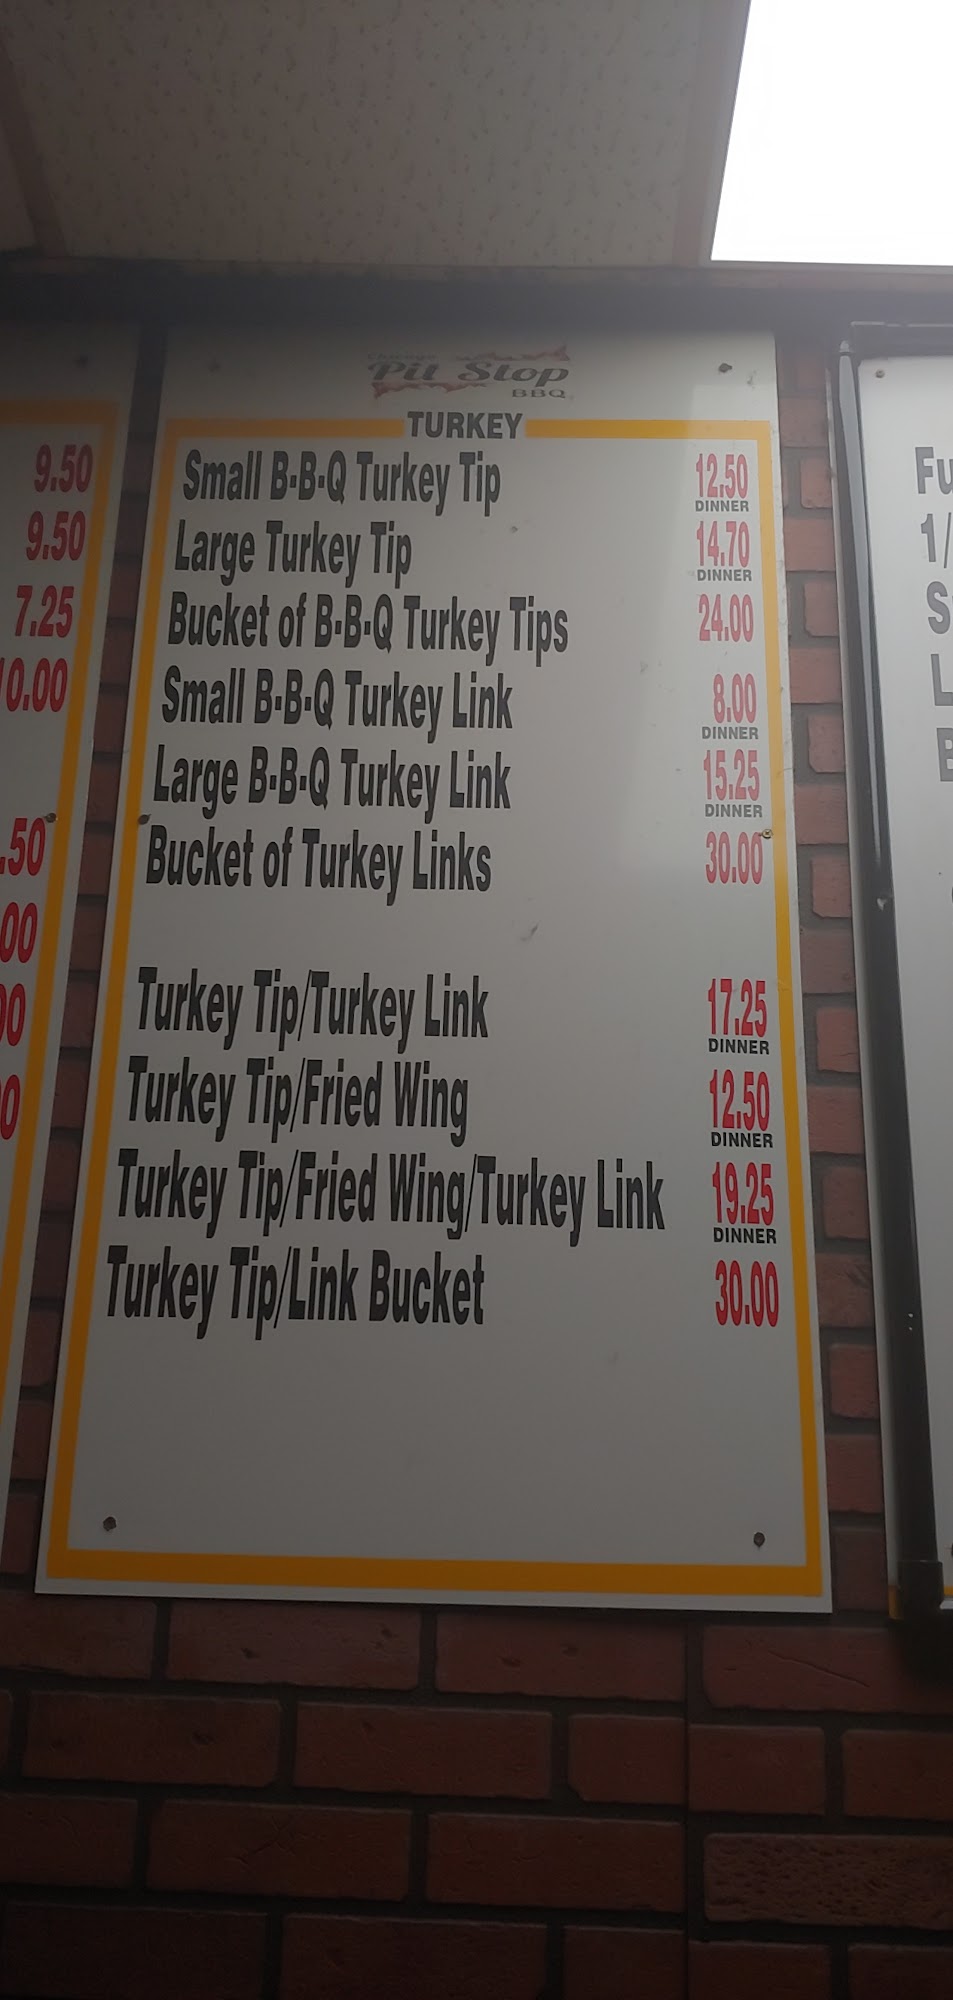 Chicago
Pit Stop
BBQ
TURKEY
Small B-B-Q Turkey Tip 12.50
DINNER
Large Turkey Tip 14.70
DINNER
Bucket of B-B-Q Turkey Tips 24.00
Small B-B-Q Turkey Link 8.00
DINNER
Large B-B-Q Turkey Link 15.25
DINNER
Bucket of Turkey Links 30.00
Turkey Tip/Turkey Link 17.25
DINNER
Turkey Tip/Fried Wing 12.50
DINNER
Turkey Tip/Fried Wing/Turkey Link 19.25
DINNER
Turkey Tip/Link Bucket 30.00
9.50
9.50
7.25